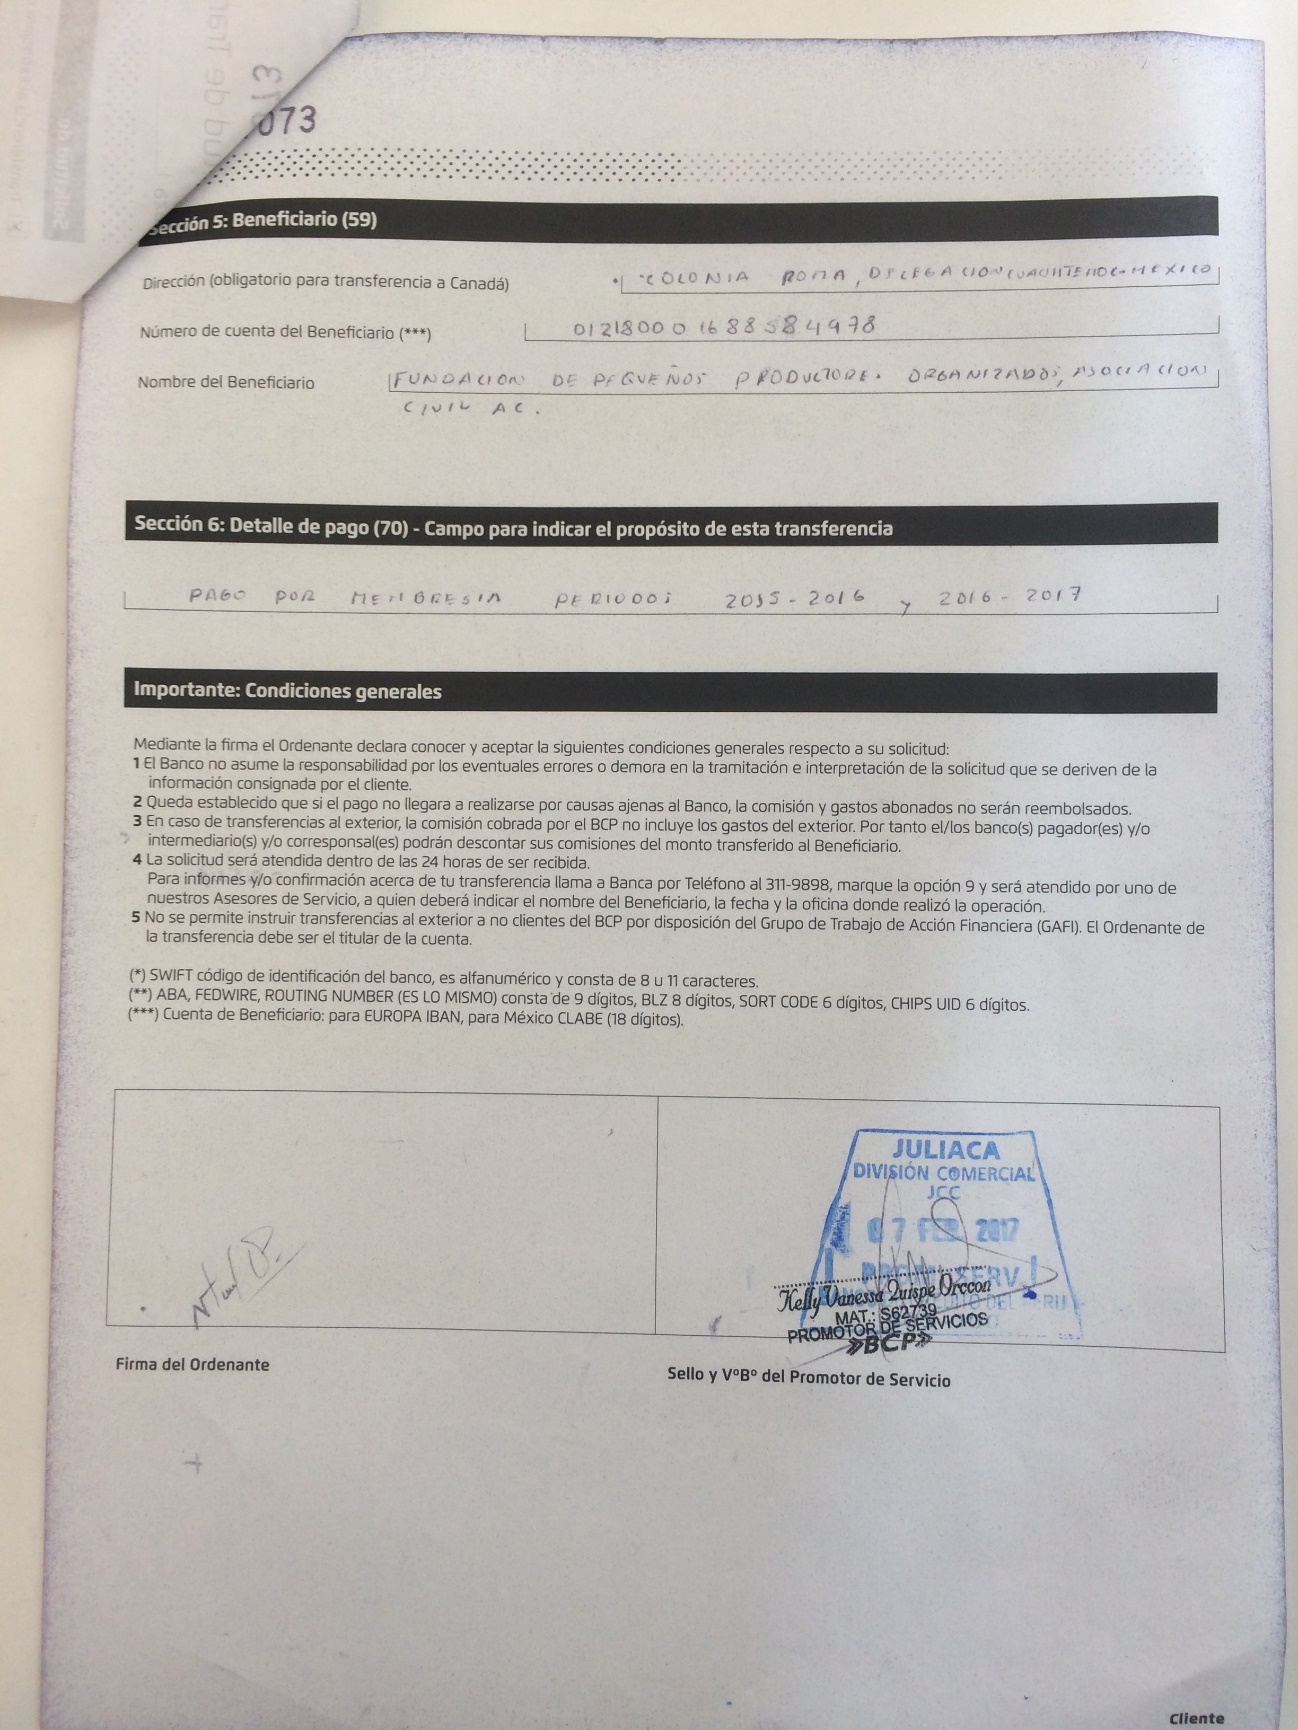 073
Sección 5: Beneficiario (59)
Dirección (obligatorio para transferencia a Canadá) COLONIA ROMA, DELEGACION CUAUHTEMOC-MEXICO
Número de cuenta del Beneficiario (***) 012180001688584978
Nombre del Beneficiario FUNDACION DE PEQUEÑOS PRODUCTORE. ORGANIZADOS, ASOCIACION
CIVIL AC.
Sección 6: Detalle de pago (70) - Campo para indicar el propósito de esta transferencia
PAGO POR MEMBRESIA PERIODO: 2015-2016 y 2016-2017
Importante: Condiciones generales
Mediante la firma el Ordenante declara conocer y aceptar la siguientes condiciones generales respecto a su solicitud:
1 El Banco no asume la responsabilidad por los eventuales errores o demora en la tramitación e interpretación de la solicitud que se deriven de la
información consignada por el cliente.
2 Queda establecido que si el pago no llegara a realizarse por causas ajenas al Banco, la comisión y gastos abonados no serán reembolsados.
3 En caso de transferencias al exterior, la comisión cobrada por el BCP no incluye los gastos del exterior. Por tanto el/los banco(s) pagador(es) y/o
intermediario(s) y/o corresponsal(es) podrán descontar sus comisiones del monto transferido al Beneficiario.
4 La solicitud será atendida dentro de las 24 horas de ser recibida.
Para informes y/o confirmación acerca de tu transferencia llama a Banca por Teléfono al 311-9898, marque la opción 9 y será atendido por uno de
nuestros Asesores de Servicio, a quien deberá indicar el nombre del Beneficiario, la fecha y la oficina donde realizó la operación.
5 No se permite instruir transferencias al exterior a no clientes del BCP por disposición del Grupo de Trabajo de Acción Financiera (GAFI). El Ordenante de
la transferencia debe ser el titular de la cuenta.
(*) SWIFT código de identificación del banco, es alfanumérico y consta de 8 u 11 caracteres.
(**) ABA, FEDWIRE, ROUTING NUMBER (ES LO MISMO) consta de 9 dígitos, BLZ 8 dígitos, SORT CODE 6 dígitos, CHIPS UID 6 dígitos.
(***) Cuenta de Beneficiario: para EUROPA IBAN, para México CLABE (18 dígitos).
JULIACA
DIVISIÓN COMERCIAL
JCC
07 FEB 2017
SERV.
DEL PERU
Kelly Vanessa Quispe Orccon
MAT.: S62739
PROMOTOR DE SERVICIOS
»BCP»
Firma del Ordenante
Sello y VºBº del Promotor de Servicio
Cliente